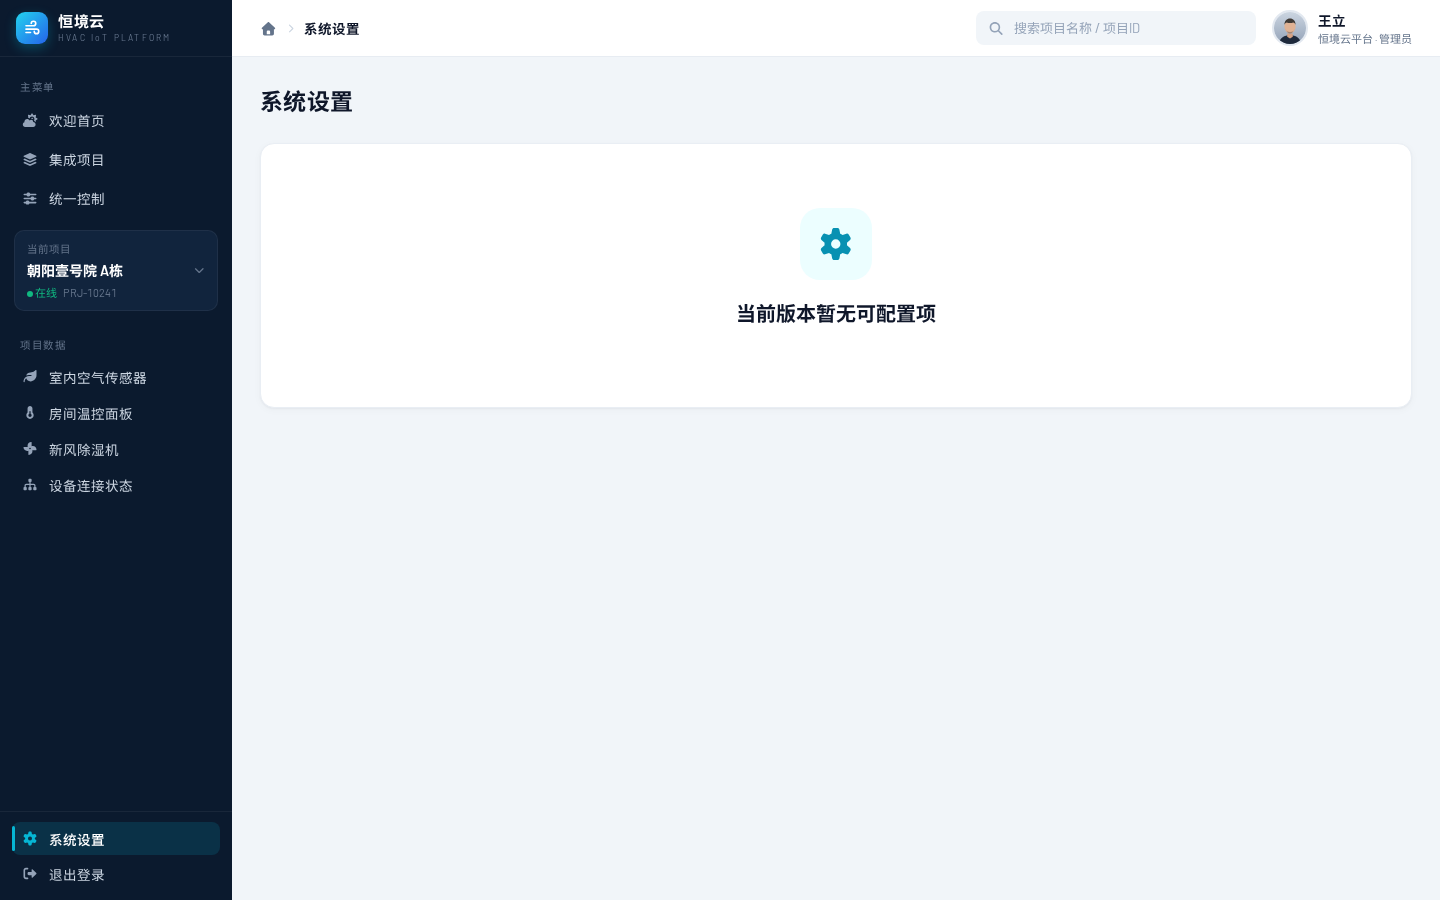 恒境云
HVAC IoT PLATFORM
主菜单
欢迎首页
集成项目
统一控制
当前项目
朝阳壹号院 A栋
在线 PRJ-10241
项目数据
室内空气传感器
房间温控面板
新风除湿机
设备连接状态
系统设置
退出登录
系统设置
搜索项目名称 / 项目ID
王立
恒境云平台 · 管理员
系统设置
当前版本暂无可配置项